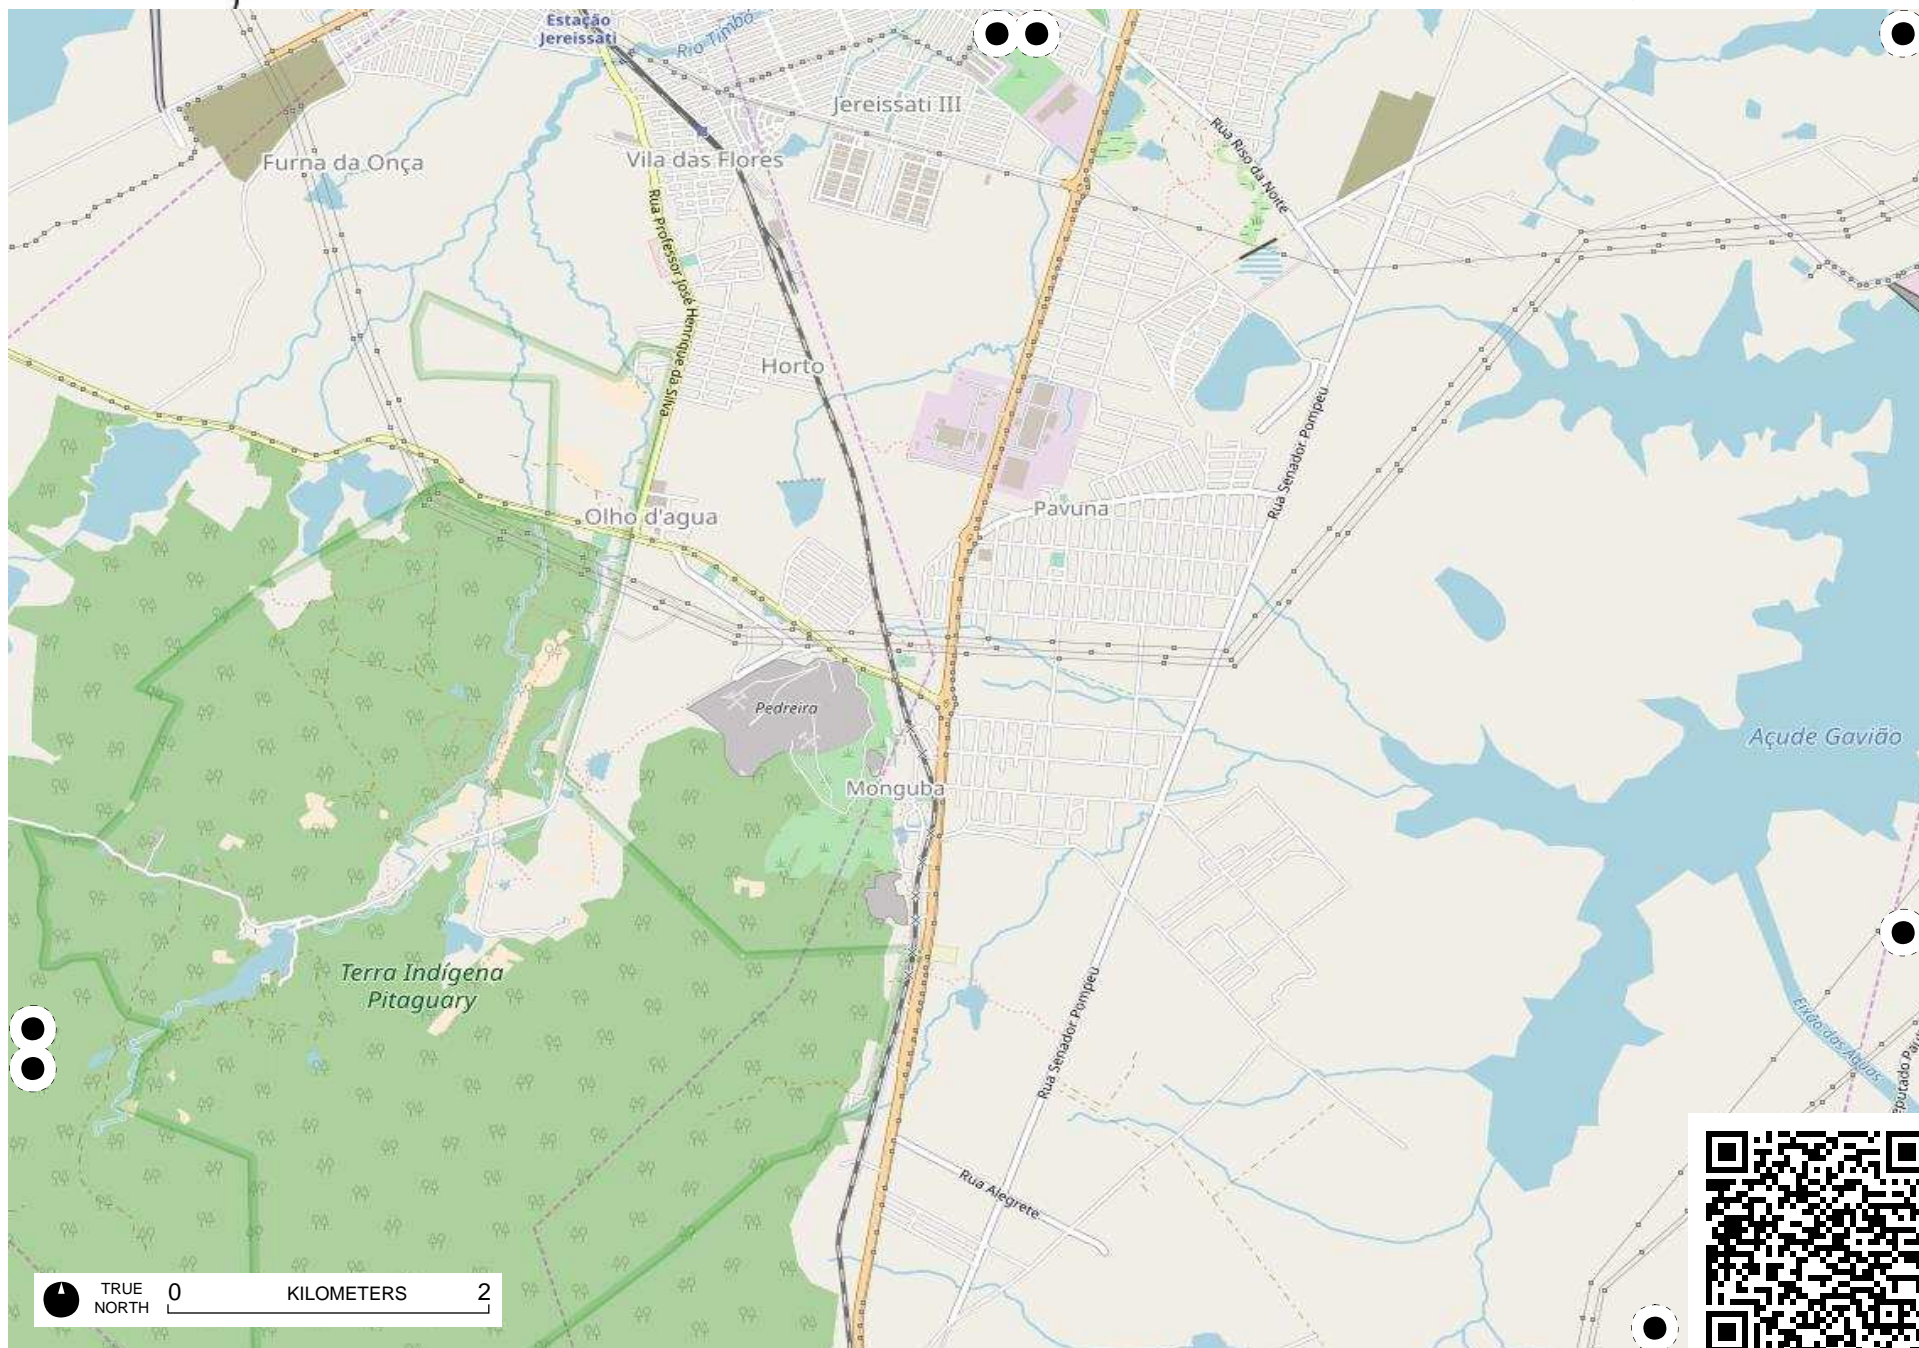 Estação
Jereissati
Rio Timbó
Jereissati III
Furna da Onça
Vila das Flores
Rua Riso da Noite
Rua Professor José Henrique da Silva
Horto
Rua Senador Pompeu
Olho d'agua
Pavuna
Pedreira
Açude Gavião
Monguba
Terra Indígena
Pitaguary
Rua Senador Pompeu
Eixão das Águas
Rua Alegrete
TRUE
NORTH
0
KILOMETERS
2